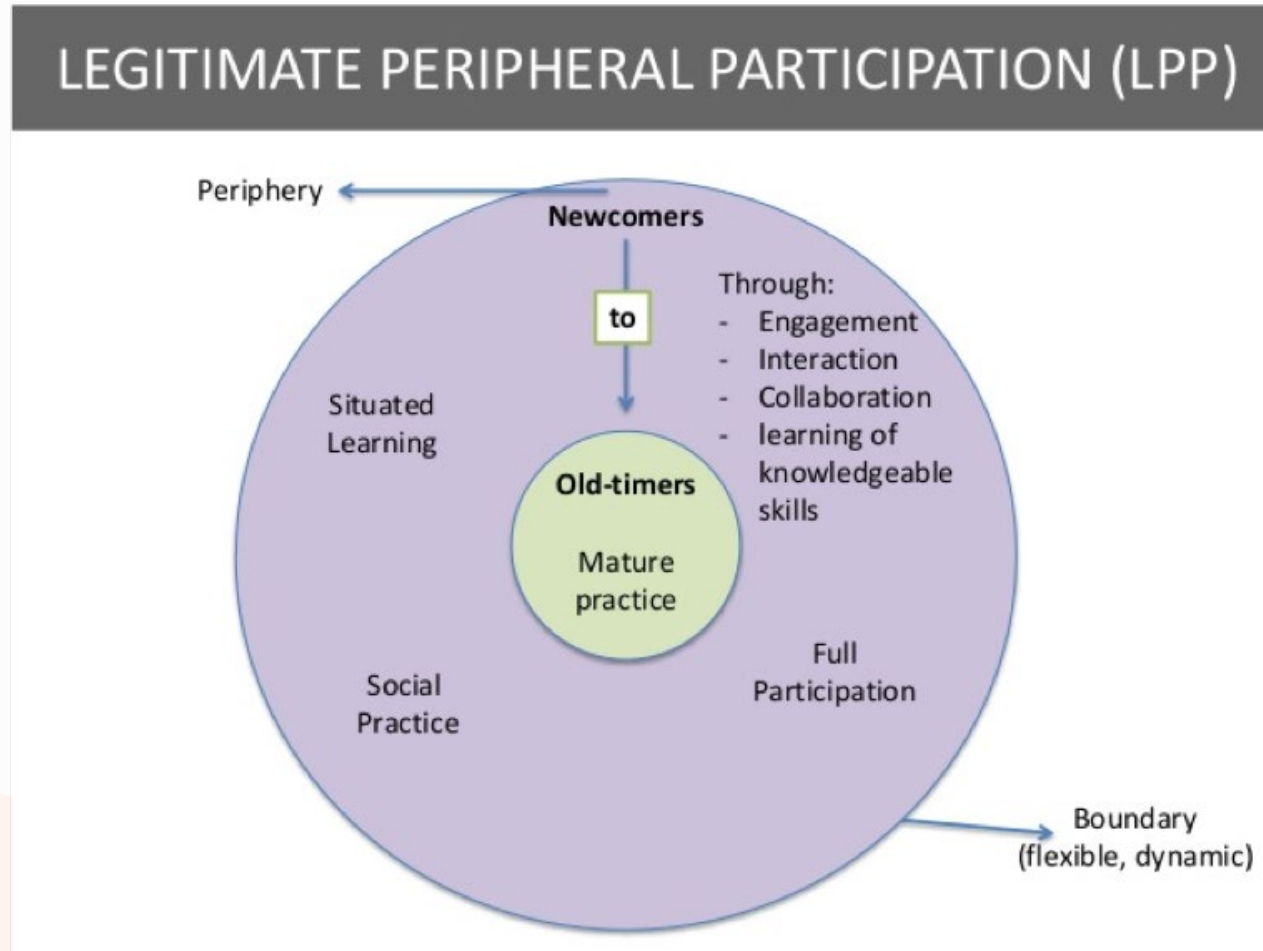 LEGITIMATE PERIPHERAL PARTICIPATION (LPP)
Periphery
Newcomers
to
Through:
- Engagement
- Interaction
- Collaboration
- learning of
knowledgeable
skills
Situated
Learning
Old-timers
Mature
practice
Full
Participation
Social
Practice
Boundary
(flexible, dynamic)